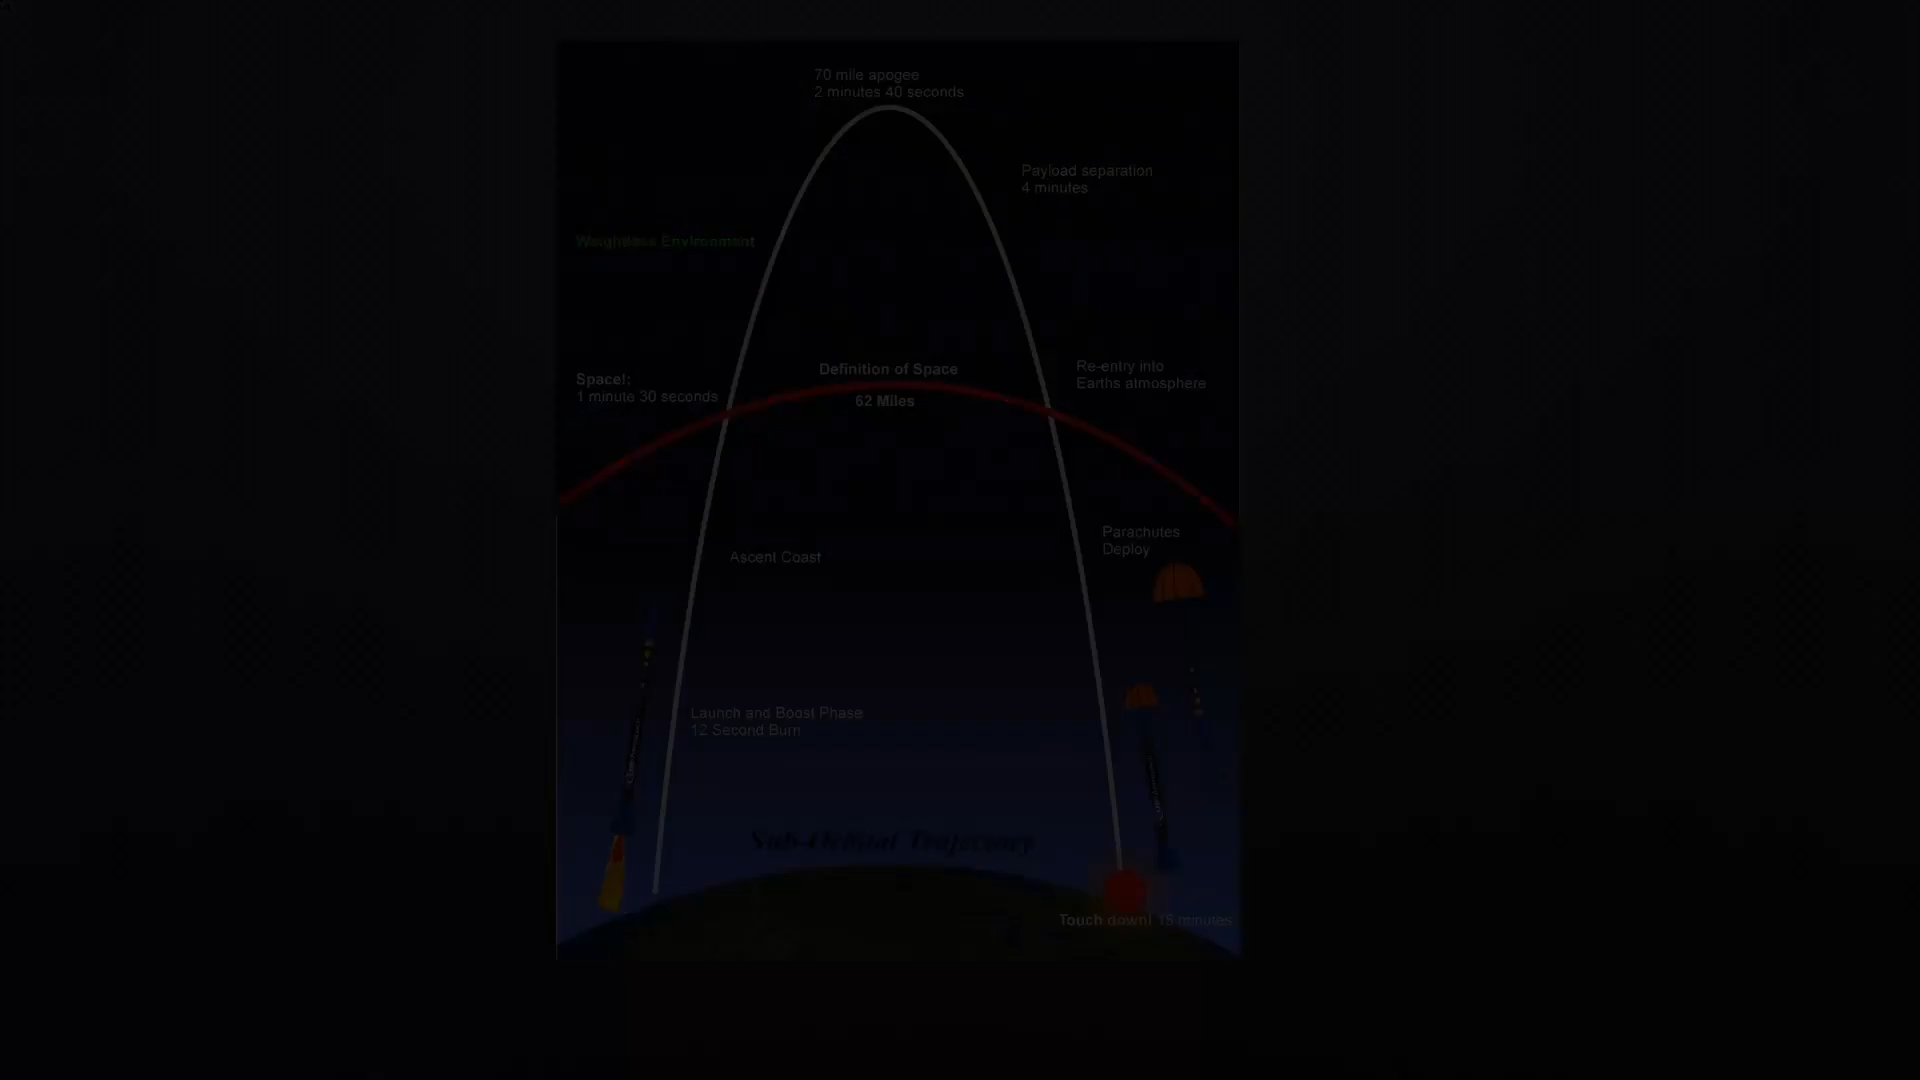 70 mile apogee
2 minutes 40 seconds
Payload separation
4 minutes
Weightless Environment
Definition of Space
Space!:
1 minute 30 seconds
62 Miles
Re-entry into
Earths atmosphere
Parachutes
Deploy
Ascent Coast
Launch and Boost Phase
12 Second Burn
Sub-Orbital Trajectory
Touch down! 15 minutes